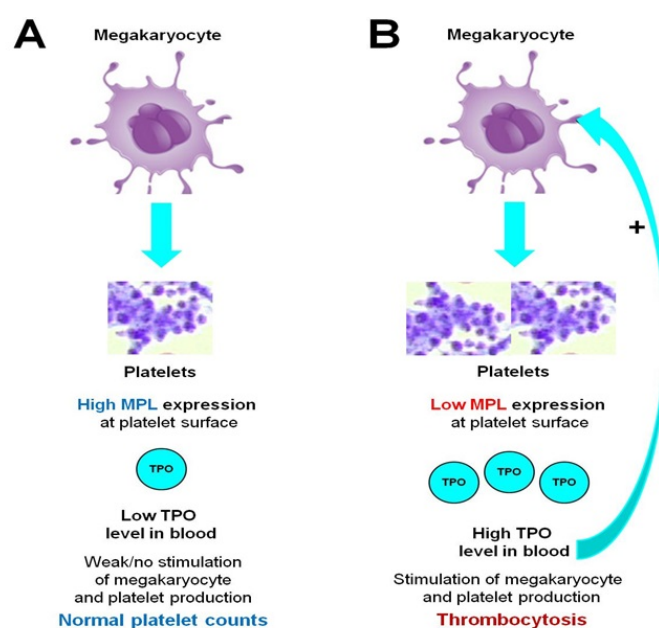 A
Megakaryocyte
Platelets
High MPL expression
at platelet surface
TPO
Low TPO
level in blood
Weak/no stimulation
of megakaryocyte
and platelet production
Normal platelet counts
B
Megakaryocyte
+
Platelets
Low MPL expression
at platelet surface
TPO TPO TPO
High TPO
level in blood
Stimulation of megakaryocyte
and platelet production
Thrombocytosis